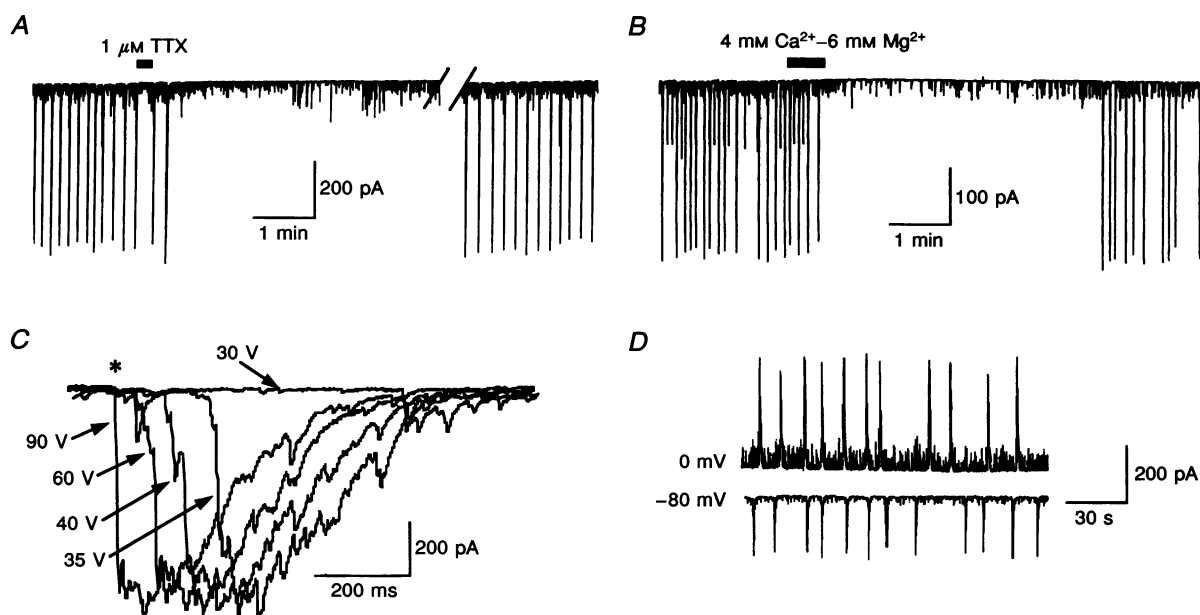 A
1 μM TTX
200 pA
1 min
B
4 mM Ca²⁺–6 mM Mg²⁺
100 pA
1 min
C
*
30 V
90 V
60 V
40 V
35 V
200 pA
200 ms
D
0 mV
−80 mV
200 pA
30 s